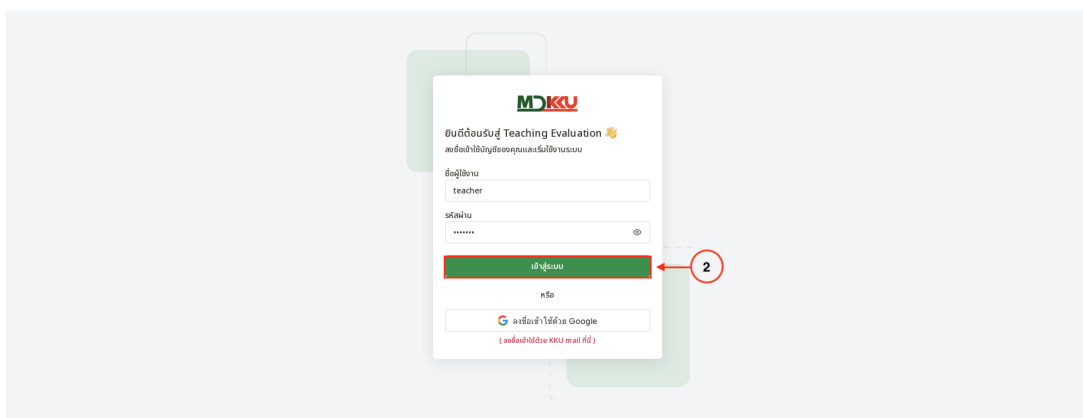 MDKKU
ยินดีต้อนรับสู่ Teaching Evaluation 👋
ลงชื่อเข้าใช้บัญชีของคุณและเริ่มใช้งานระบบ
ชื่อผู้ใช้งาน
teacher
รหัสผ่าน
•••••••
เข้าสู่ระบบ
2
หรือ
ลงชื่อเข้าใช้ด้วย Google
( ลงชื่อเข้าใช้ด้วย KKU mail ที่นี่ )